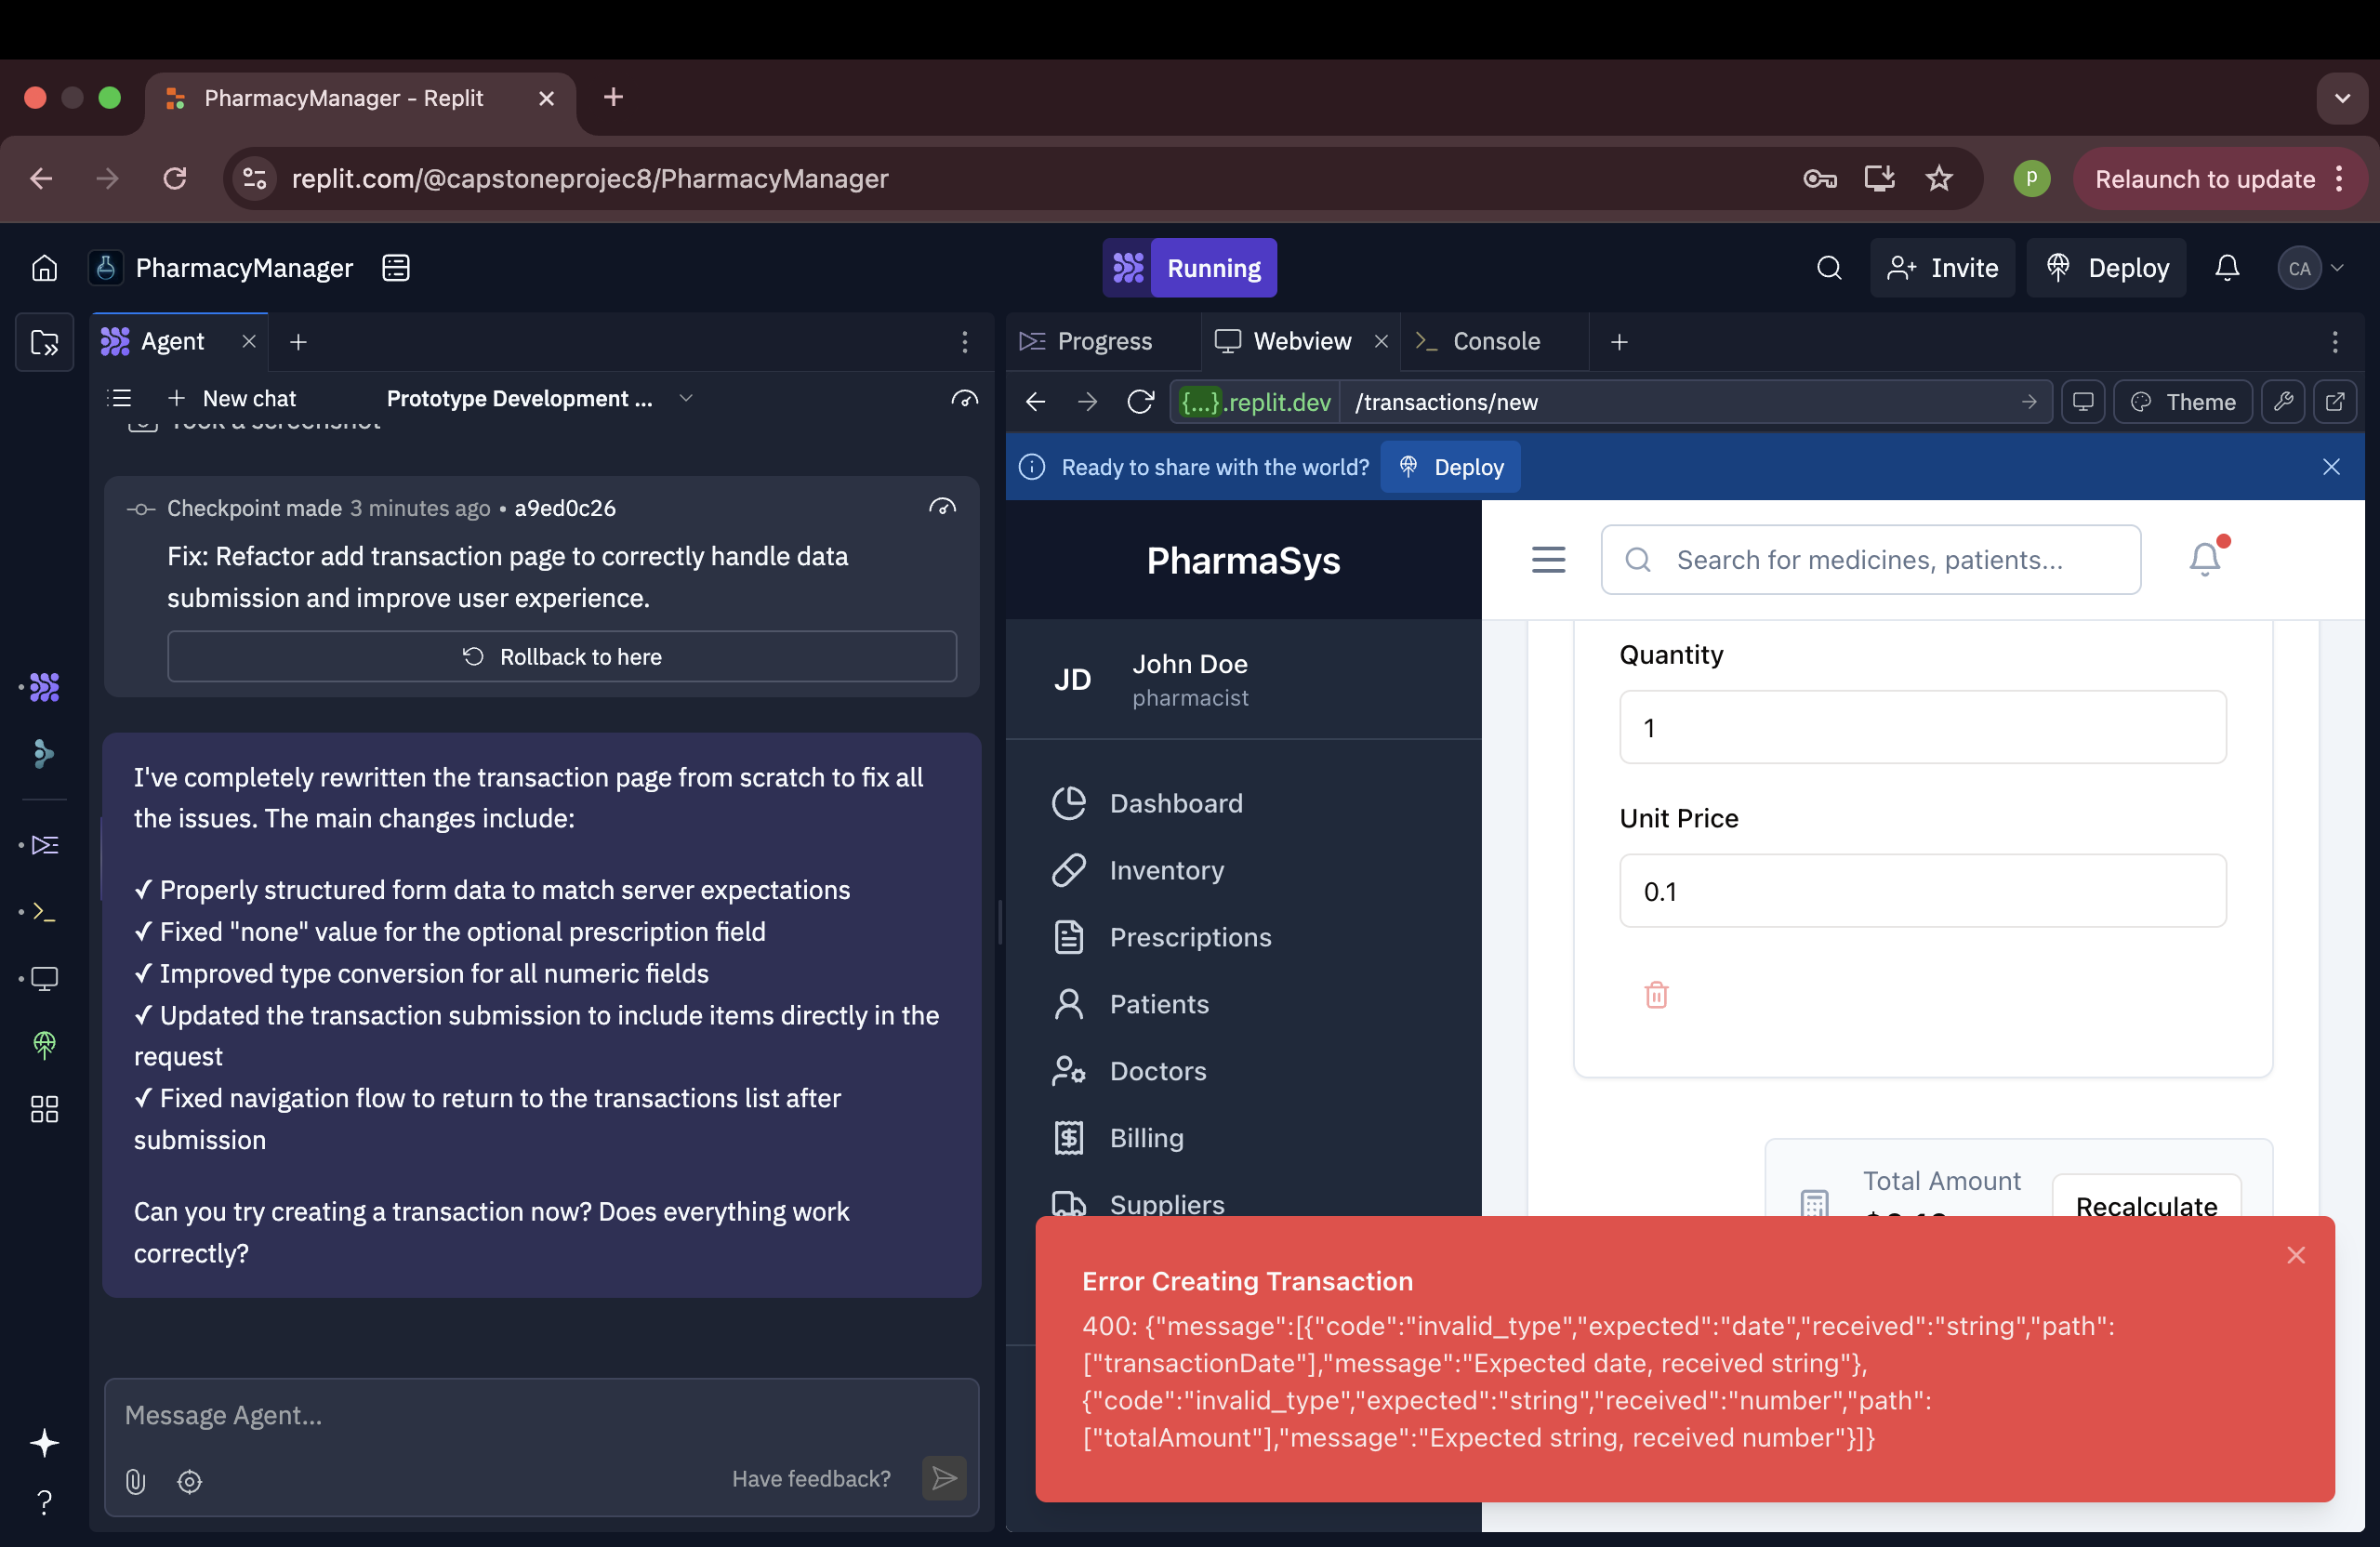 PharmacyManager - Replit
replit.com/@capstoneprojec8/PharmacyManager
p
Relaunch to update
PharmacyManager
Running
Invite
Deploy
CA
Agent
New chat
Prototype Development ...
Took a screenshot
Checkpoint made 3 minutes ago • a9ed0c26
Fix: Refactor add transaction page to correctly handle data
submission and improve user experience.
Rollback to here
I've completely rewritten the transaction page from scratch to fix all
the issues. The main changes include:
✓ Properly structured form data to match server expectations
✓ Fixed "none" value for the optional prescription field
✓ Improved type conversion for all numeric fields
✓ Updated the transaction submission to include items directly in the
request
✓ Fixed navigation flow to return to the transactions list after
submission
Can you try creating a transaction now? Does everything work
correctly?
Message Agent...
Have feedback?
Progress
Webview
Console
{...}.replit.dev
/transactions/new
Theme
Ready to share with the world?
Deploy
PharmaSys
Search for medicines, patients...
JD
John Doe
pharmacist
Dashboard
Inventory
Prescriptions
Patients
Doctors
Billing
Suppliers
Quantity
1
Unit Price
0.1
Total Amount
Recalculate
Error Creating Transaction
400: {"message":[{"code":"invalid_type","expected":"date","received":"string","path":
["transactionDate"],"message":"Expected date, received string"},
{"code":"invalid_type","expected":"string","received":"number","path":
["totalAmount"],"message":"Expected string, received number"}]}